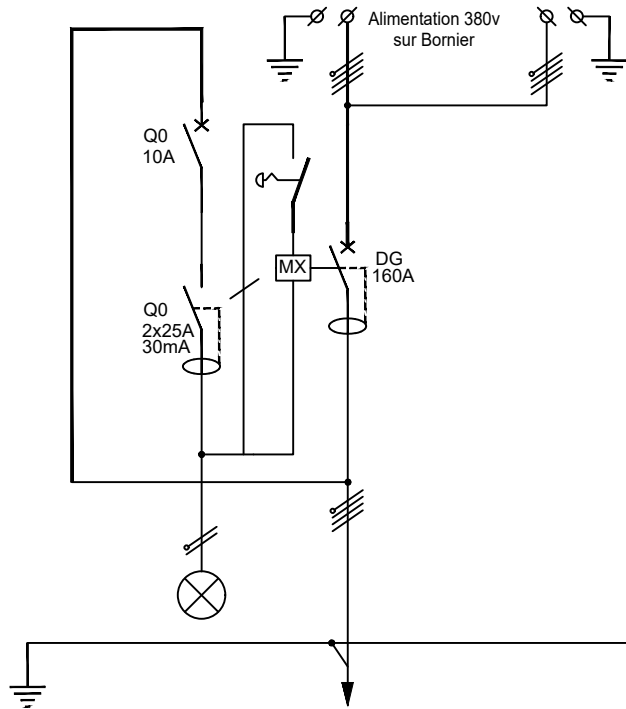 Alimentation 380v
sur Bornier
Q0
10A
MX
DG
160A
Q0
2x25A
30mA